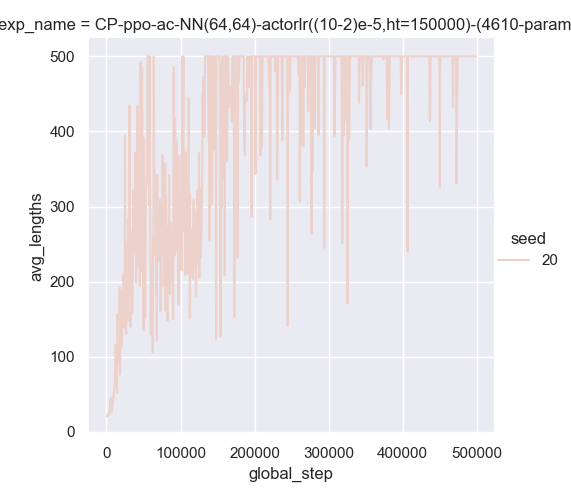 exp_name = CP-ppo-ac-NN(64,64)-actorlr((10-2)e-5,ht=150000)-(4610-param
500
400
300
200
100
0
avg_lengths
0 100000 200000 300000 400000 500000
global_step
seed
20